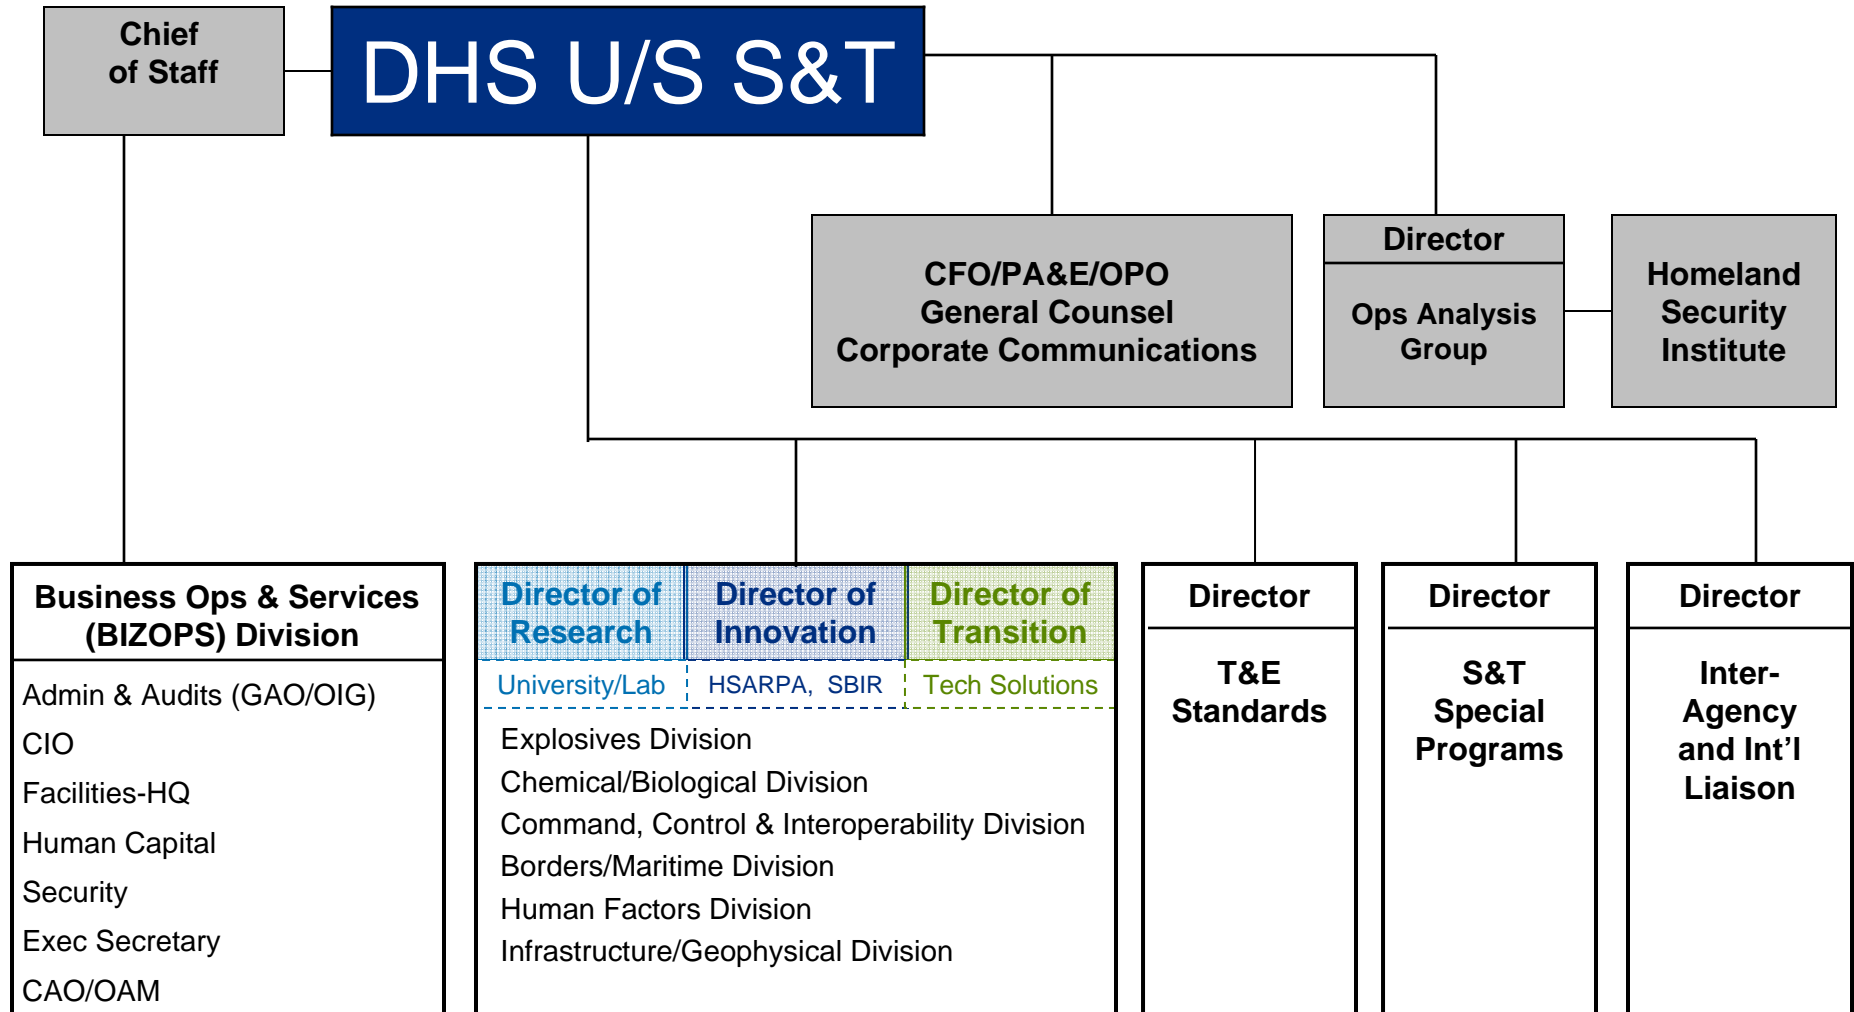 Chief
of Staff
DHS U/S S&T
CFO/PA&E/OPO
General Counsel
Corporate Communications
Director
Ops Analysis
Group
Homeland
Security
Institute
Business Ops & Services
(BIZOPS) Division
Admin & Audits (GAO/OIG)
CIO
Facilities-HQ
Human Capital
Security
Exec Secretary
CAO/OAM
Director of
Research
University/Lab
Director of
Innovation
HSARPA, SBIR
Director of
Transition
Tech Solutions
Explosives Division
Chemical/Biological Division
Command, Control & Interoperability Division
Borders/Maritime Division
Human Factors Division
Infrastructure/Geophysical Division
Director
T&E
Standards
Director
S&T
Special
Programs
Director
Inter-
Agency
and Int’l
Liaison